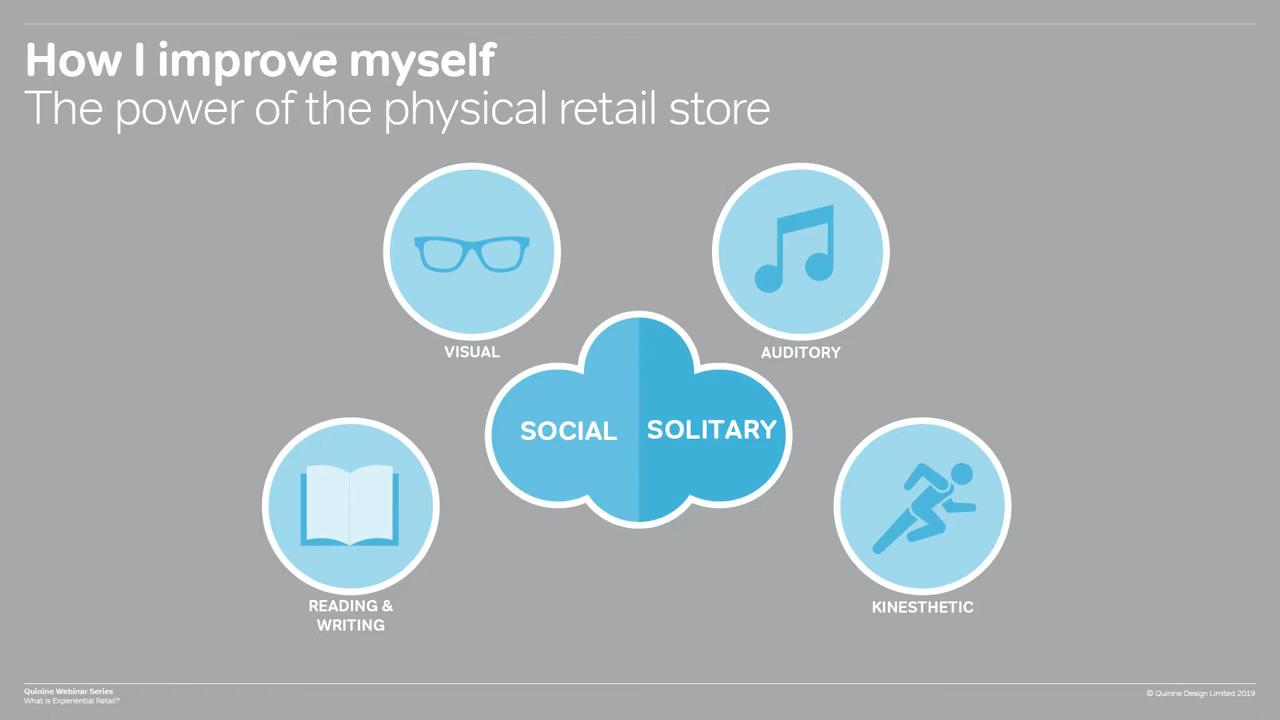 How I improve myself
The power of the physical retail store
VISUAL
AUDITORY
SOCIAL
SOLITARY
READING &
WRITING
KINESTHETIC
Quinine Webinar Series
What is Experiential Retail?
© Quinine Design Limited 2019